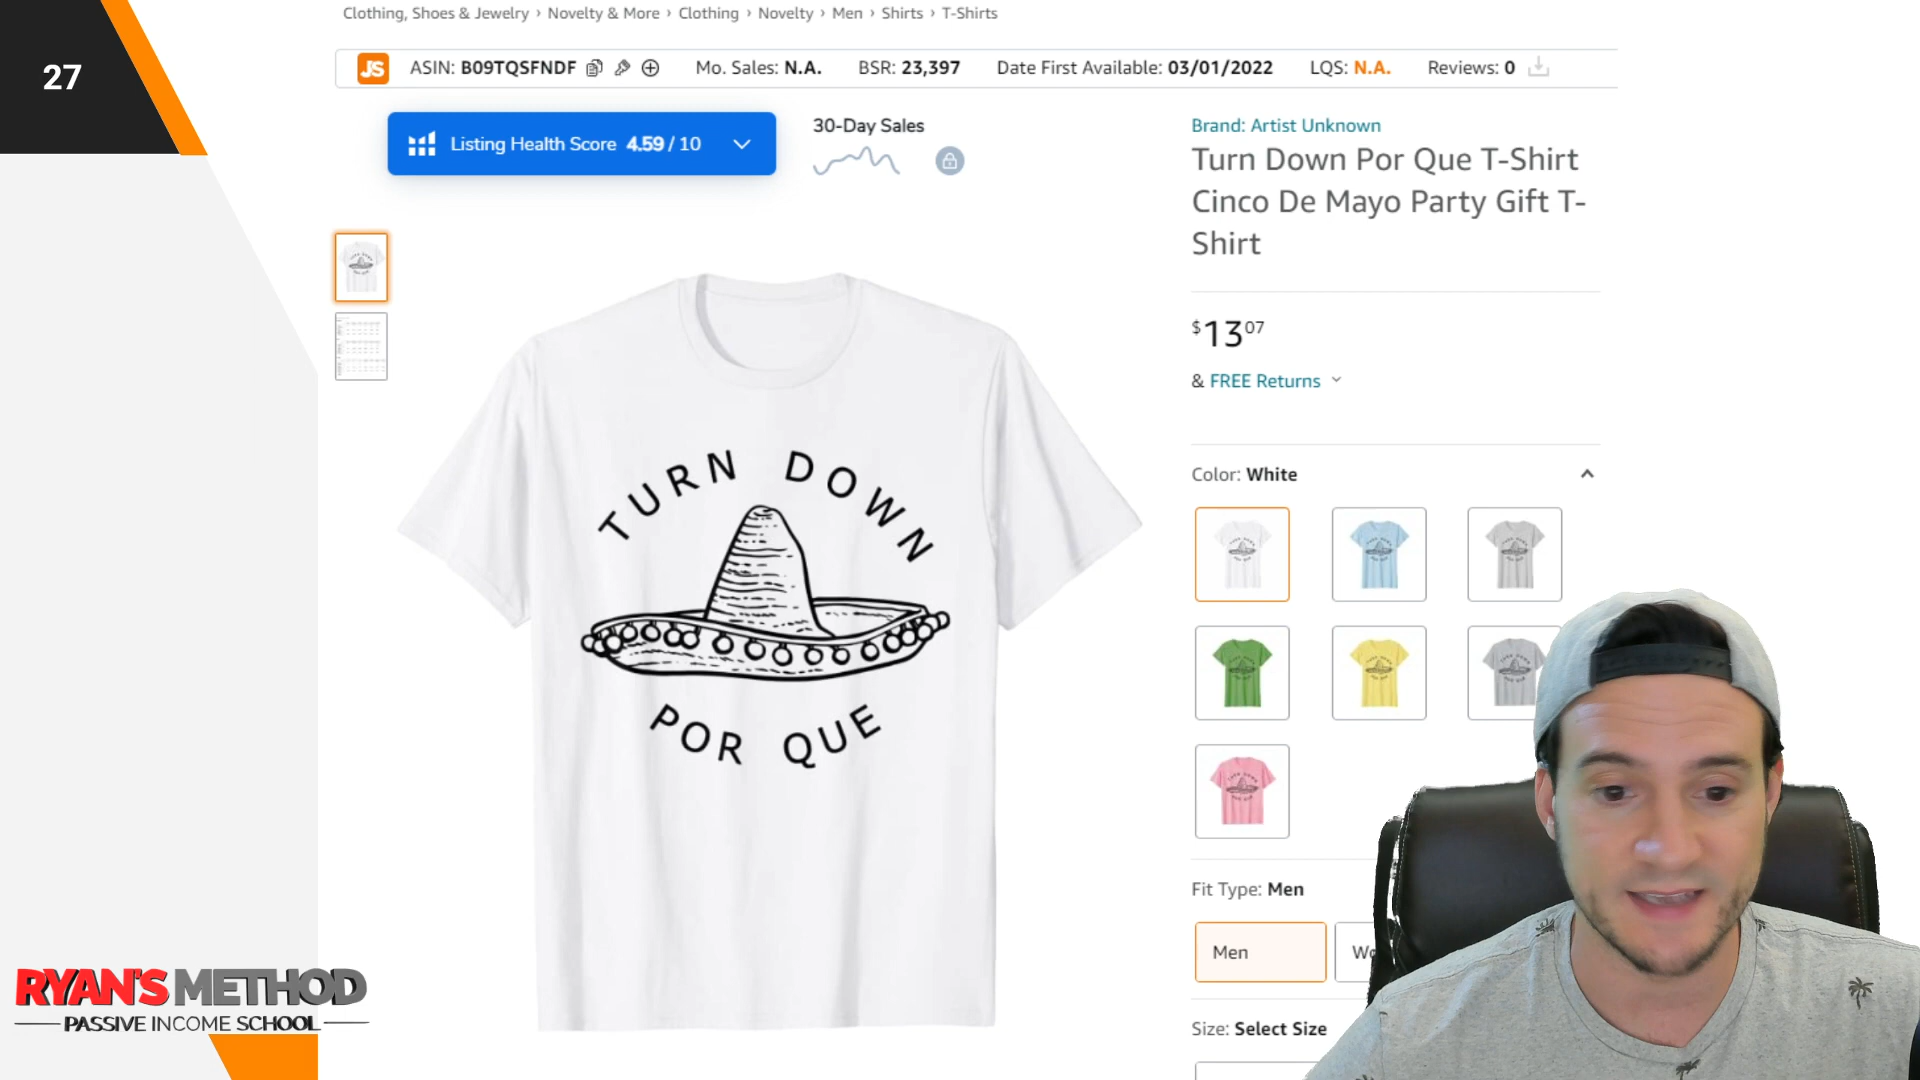 27
Clothing, Shoes & Jewelry › Novelty & More › Clothing › Novelty › Men › Shirts › T-Shirts
JS ASIN: B09TQSFNDF Mo. Sales: N.A. BSR: 23,397 Date First Available: 03/01/2022 LQS: N.A. Reviews: 0
Listing Health Score 4.59 / 10
30-Day Sales
Brand: Artist Unknown
Turn Down Por Que T-Shirt
Cinco De Mayo Party Gift T-
Shirt
$13 07
& FREE Returns
Color: White
TURN DOWN
POR QUE
Fit Type: Men
Men
Size: Select Size
RYAN'S METHOD
PASSIVE INCOME SCHOOL